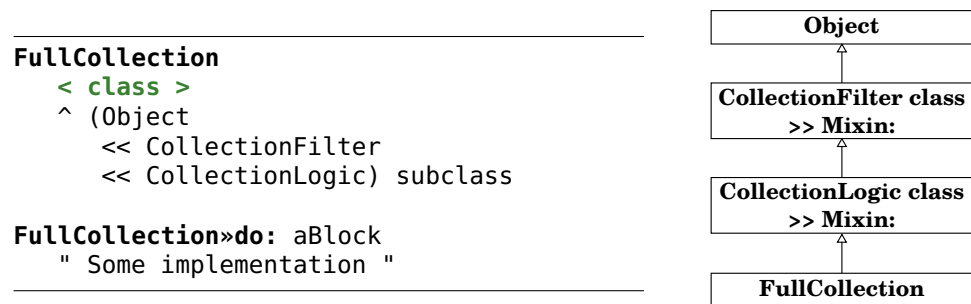 FullCollection
< class >
^ (Object
<< CollectionFilter
<< CollectionLogic) subclass
FullCollection»do: aBlock
" Some implementation "
Object
CollectionFilter class
>> Mixin:
CollectionLogic class
>> Mixin:
FullCollection